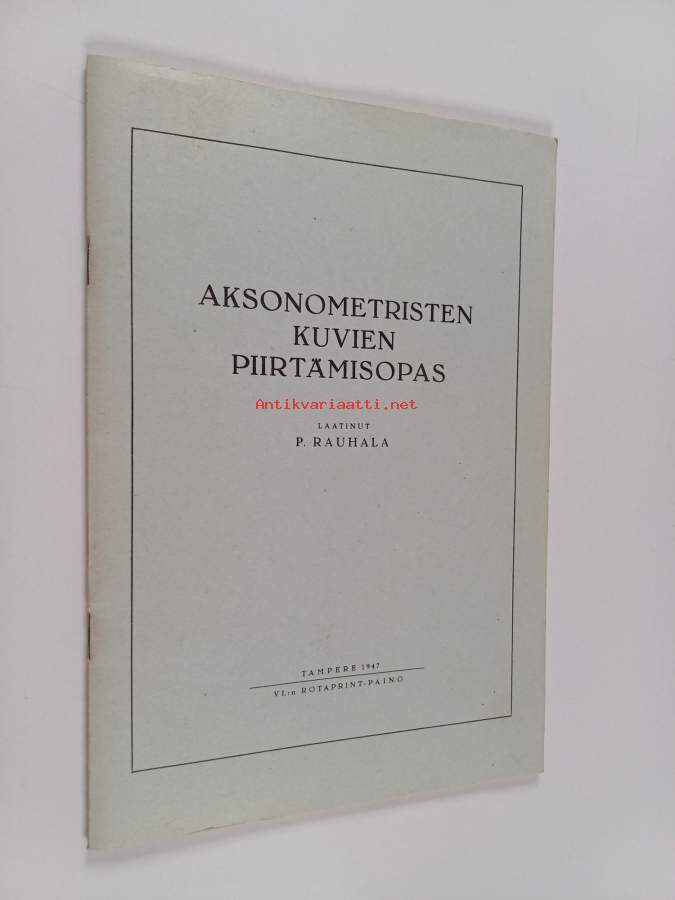 AKSONOMETRISTEN
KUVIEN
PIIRTÄMISOPAS
Antikvariaatti.net
LAATINUT
P. RAUHALA
TAMPERE 1947
VL:n ROTAPRINT-PAINO